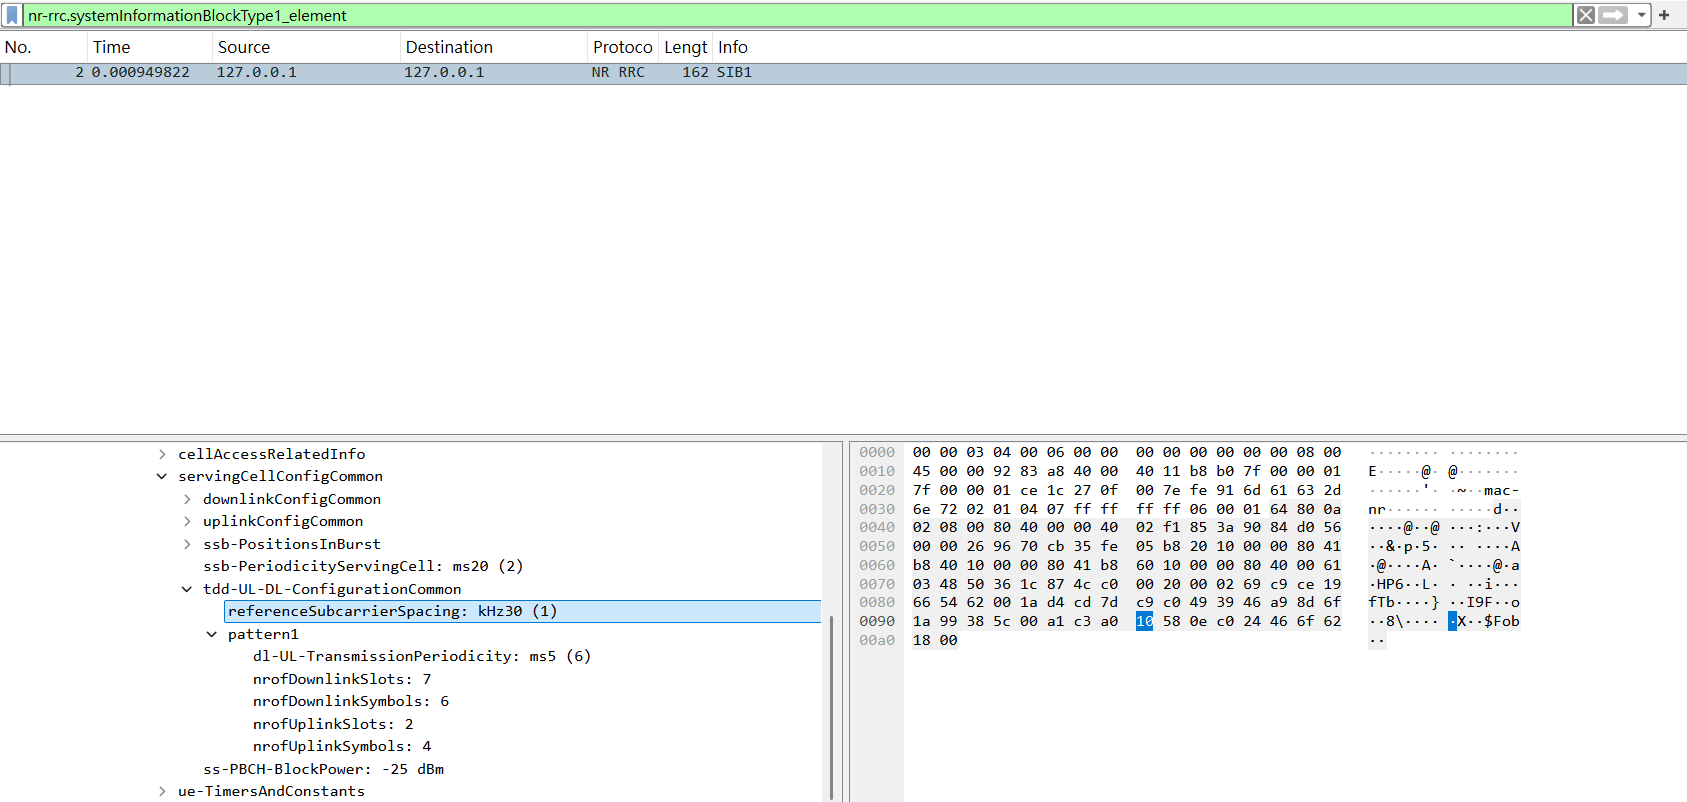 nr-rrc.systemInformationBlockType1_element
No. Time Source Destination Protoco Lengt Info
2 0.000949822 127.0.0.1 127.0.0.1 NR RRC 162 SIB1
cellAccessRelatedInfo
servingCellConfigCommon
downlinkConfigCommon
uplinkConfigCommon
ssb-PositionsInBurst
ssb-PeriodicityServingCell: ms20 (2)
tdd-UL-DL-ConfigurationCommon
referenceSubcarrierSpacing: kHz30 (1)
pattern1
dl-UL-TransmissionPeriodicity: ms5 (6)
nrofDownlinkSlots: 7
nrofDownlinkSymbols: 6
nrofUplinkSlots: 2
nrofUplinkSymbols: 4
ss-PBCH-BlockPower: -25 dBm
ue-TimersAndConstants
0000 00 00 03 04 00 06 00 00 00 00 00 00 00 00 08 00 ········ ········
0010 45 00 00 92 83 a8 40 00 40 11 b8 b0 7f 00 00 01 E·····@· @·······
0020 7f 00 00 01 ce 1c 27 0f 00 7e fe 91 6d 61 63 2d ······'· ·~··mac-
0030 6e 72 02 01 04 07 ff ff ff ff 06 00 01 64 80 0a nr······ ·····d··
0040 02 08 00 80 40 00 00 40 02 f1 85 3a 90 84 d0 56 ····@··@ ···:···V
0050 00 00 26 96 70 cb 35 fe 05 b8 20 10 00 00 80 41 ··&·p·5· ·· ····A
0060 b8 40 10 00 00 80 41 b8 60 10 00 00 80 40 00 61 ·@····A· `····@·a
0070 03 48 50 36 1c 87 4c c0 00 20 00 02 69 c9 ce 19 ·HP6··L· · ··i···
0080 66 54 62 00 1a d4 cd 7d c9 c0 49 39 46 a9 8d 6f fTb····} ··I9F··o
0090 1a 99 38 5c 00 a1 c3 a0 10 58 0e c0 24 46 6f 62 ··8\···· ·X··$Fob
00a0 18 00 ··